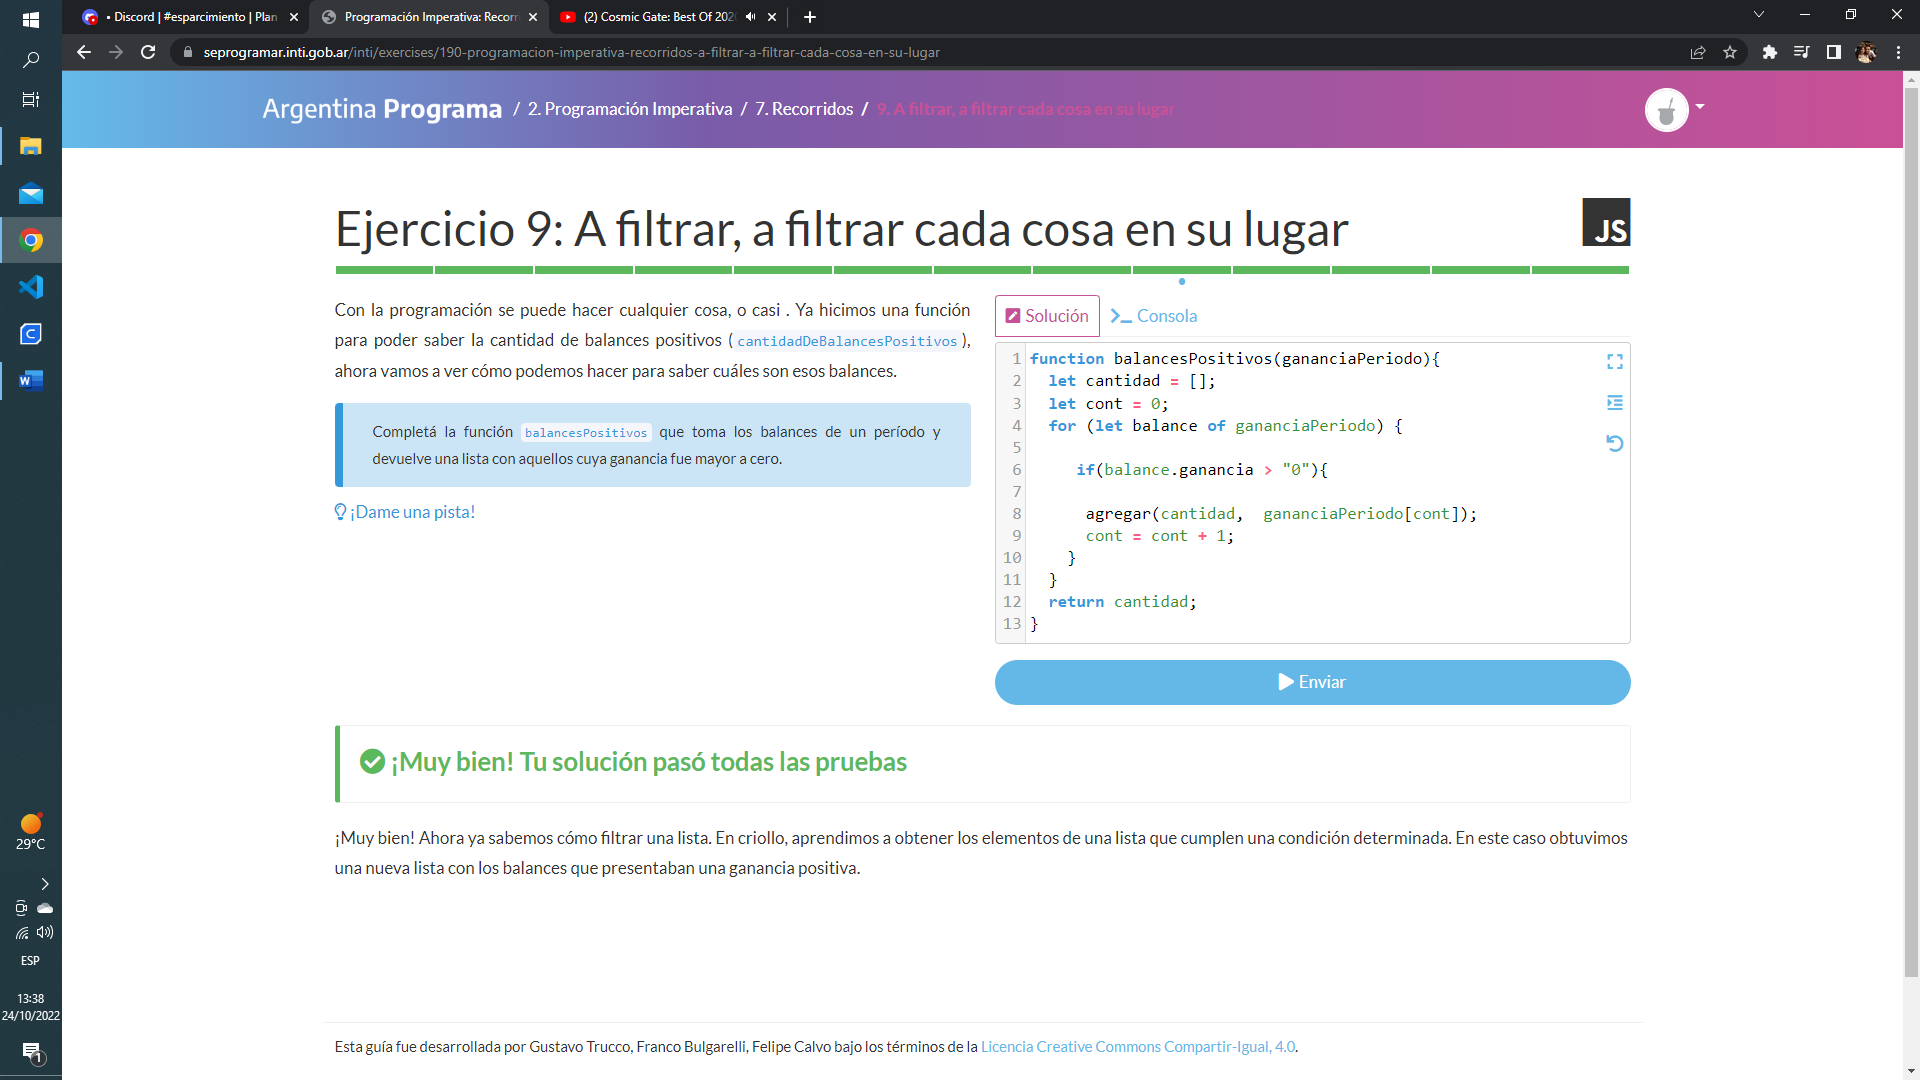 • Discord | #esparcimiento | Plan
Programación Imperativa: Recorr
(2) Cosmic Gate: Best Of 202
seprogramar.inti.gob.ar/inti/exercises/190-programacion-imperativa-recorridos-a-filtrar-a-filtrar-cada-cosa-en-su-lugar
Argentina Programa / 2. Programación Imperativa / 7. Recorridos / 9. A filtrar, a filtrar cada cosa en su lugar
Ejercicio 9: A filtrar, a filtrar cada cosa en su lugar
JS
Con la programación se puede hacer cualquier cosa, o casi . Ya hicimos una función
para poder saber la cantidad de balances positivos ( cantidadDeBalancesPositivos ),
ahora vamos a ver cómo podemos hacer para saber cuáles son esos balances.
Completá la función balancesPositivos que toma los balances de un período y
devuelve una lista con aquellos cuya ganancia fue mayor a cero.
¡Dame una pista!
Solución
Consola
1 function balancesPositivos(gananciaPeriodo){
2 let cantidad = [];
3 let cont = 0;
4 for (let balance of gananciaPeriodo) {
5
6 if(balance.ganancia > "0"){
7
8 agregar(cantidad,  gananciaPeriodo[cont]);
9 cont = cont + 1;
10 }
11 }
12 return cantidad;
13 }
Enviar
¡Muy bien! Tu solución pasó todas las pruebas
¡Muy bien! Ahora ya sabemos cómo filtrar una lista. En criollo, aprendimos a obtener los elementos de una lista que cumplen una condición determinada. En este caso obtuvimos
una nueva lista con los balances que presentaban una ganancia positiva.
Esta guía fue desarrollada por Gustavo Trucco, Franco Bulgarelli, Felipe Calvo bajo los términos de la Licencia Creative Commons Compartir-Igual, 4.0.
29°C
ESP
13:38
24/10/2022
1